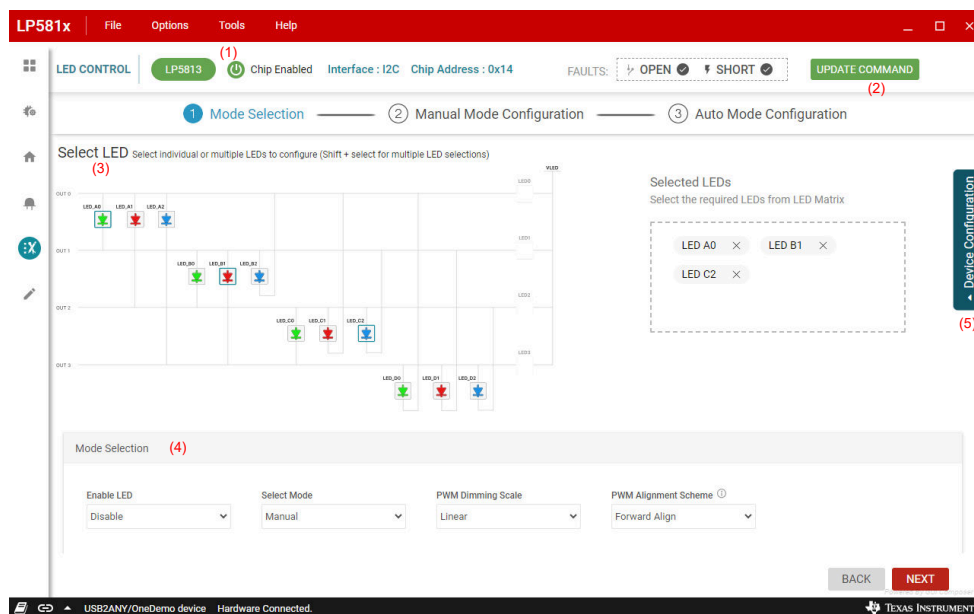 LP581x File Options Tools Help
(1)
LED CONTROL LP5813 Chip Enabled Interface : I2C Chip Address : 0x14 FAULTS: OPEN SHORT UPDATE COMMAND
(2)
1 Mode Selection 2 Manual Mode Configuration 3 Auto Mode Configuration
Select LED Select individual or multiple LEDs to configure (Shift + select for multiple LED selections)
(3)
VLED
LED0
OUT 0
LED_A0 LED_A1 LED_A2
LED1
OUT 1
LED_B0 LED_B1 LED_B2
LED2
OUT 2
LED_C0 LED_C1 LED_C2
LED3
OUT 3
LED_D0 LED_D1 LED_D2
Selected LEDs
Select the required LEDs from LED Matrix
LED A0 × LED B1 ×
LED C2 ×
Device Configuration
(5)
Mode Selection (4)
Enable LED Select Mode PWM Dimming Scale PWM Alignment Scheme
Disable Manual Linear Forward Align
BACK NEXT
USB2ANY/OneDemo device Hardware Connected. TEXAS INSTRUMENT